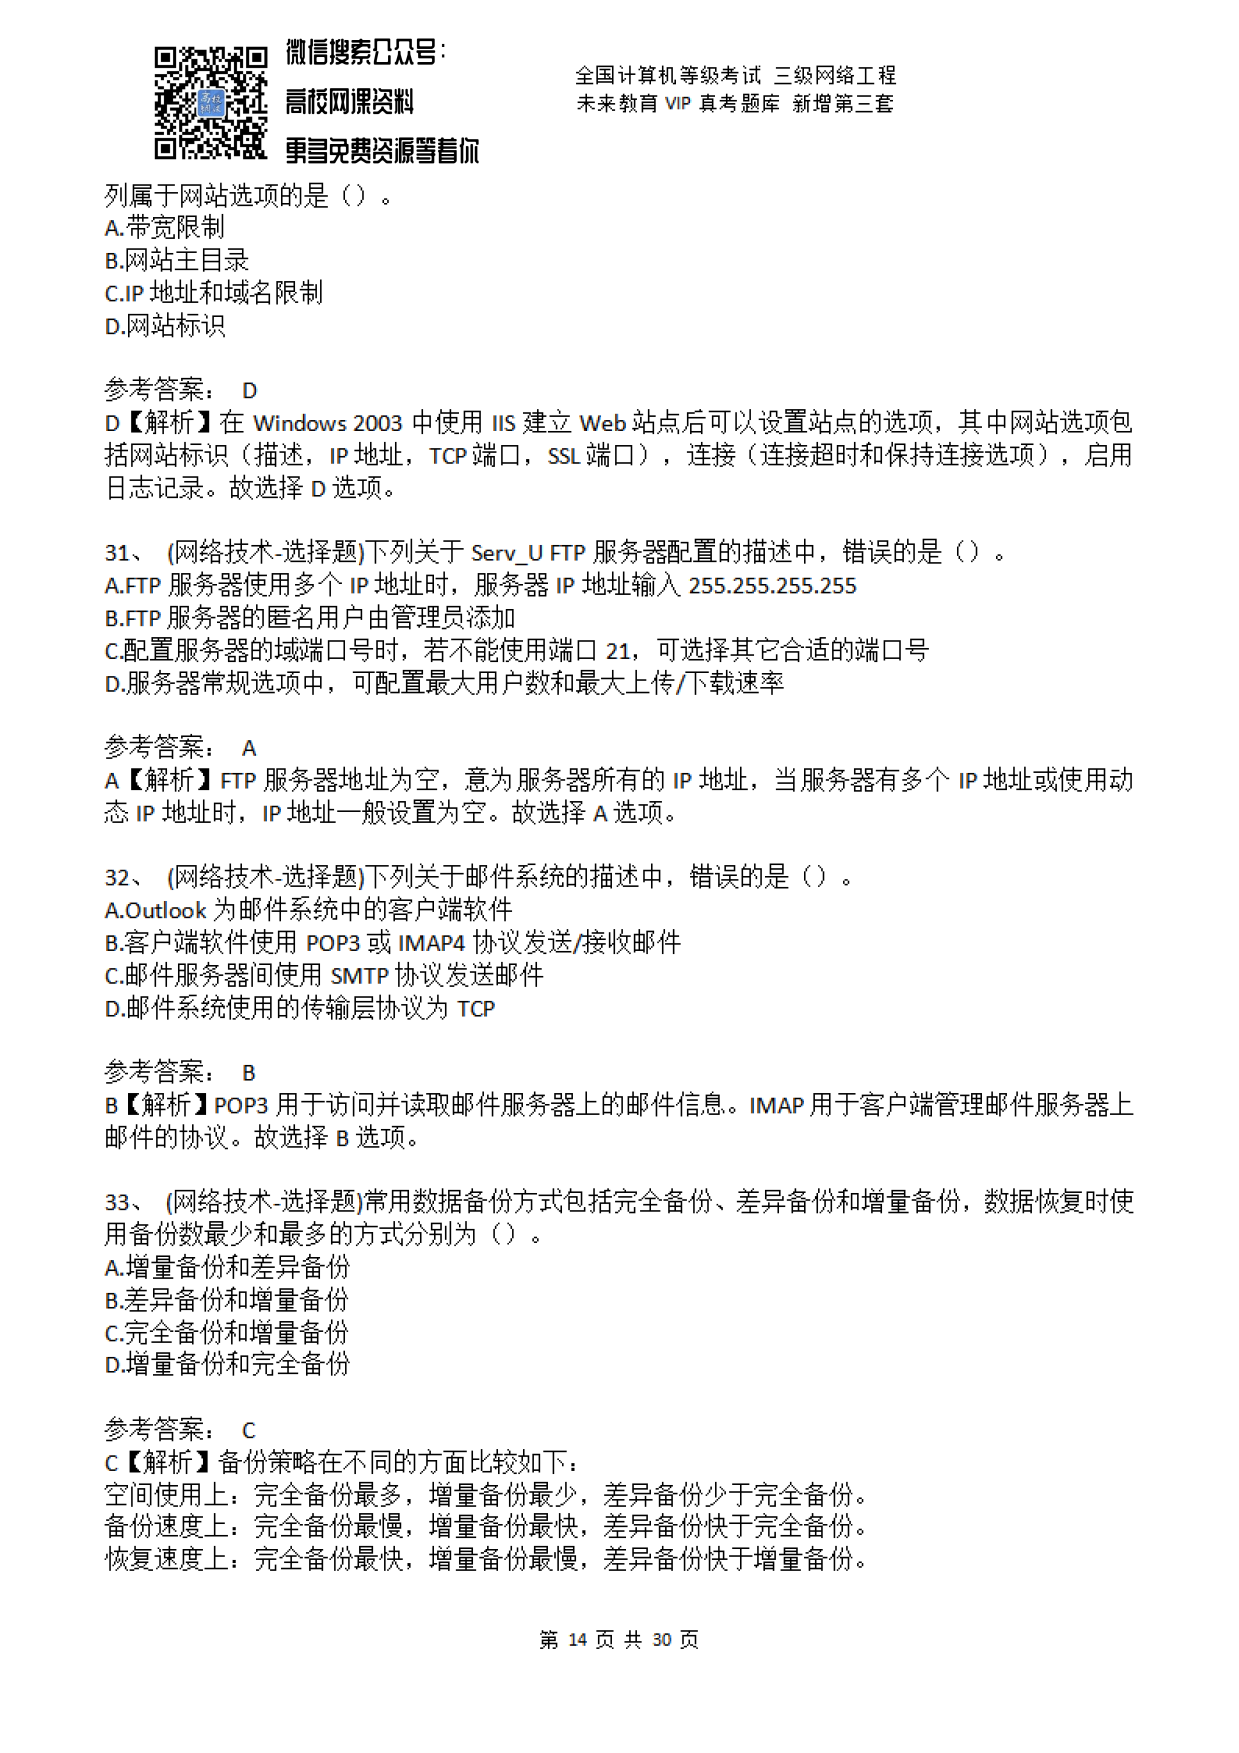 微信搜索公众号：
高校网课资料
更多免费资源等着你
全国计算机等级考试 三级网络工程
未来教育 VIP 真考题库 新增第三套
列属于网站选项的是（）。
A.带宽限制
B.网站主目录
C.IP 地址和域名限制
D.网站标识
参考答案： D
D【解析】在 Windows 2003 中使用 IIS 建立 Web 站点后可以设置站点的选项，其中网站选项包
括网站标识（描述，IP 地址，TCP 端口，SSL 端口），连接（连接超时和保持连接选项），启用
日志记录。故选择 D 选项。
31、 (网络技术-选择题)下列关于 Serv_U FTP 服务器配置的描述中，错误的是（）。
A.FTP 服务器使用多个 IP 地址时，服务器 IP 地址输入 255.255.255.255
B.FTP 服务器的匿名用户由管理员添加
C.配置服务器的域端口号时，若不能使用端口 21，可选择其它合适的端口号
D.服务器常规选项中，可配置最大用户数和最大上传/下载速率
参考答案： A
A【解析】FTP 服务器地址为空，意为服务器所有的 IP 地址，当服务器有多个 IP 地址或使用动
态 IP 地址时，IP 地址一般设置为空。故选择 A 选项。
32、 (网络技术-选择题)下列关于邮件系统的描述中，错误的是（）。
A.Outlook 为邮件系统中的客户端软件
B.客户端软件使用 POP3 或 IMAP4 协议发送/接收邮件
C.邮件服务器间使用 SMTP 协议发送邮件
D.邮件系统使用的传输层协议为 TCP
参考答案： B
B【解析】POP3 用于访问并读取邮件服务器上的邮件信息。IMAP 用于客户端管理邮件服务器上
邮件的协议。故选择 B 选项。
33、 (网络技术-选择题)常用数据备份方式包括完全备份、差异备份和增量备份，数据恢复时使
用备份数最少和最多的方式分别为（）。
A.增量备份和差异备份
B.差异备份和增量备份
C.完全备份和增量备份
D.增量备份和完全备份
参考答案： C
C【解析】备份策略在不同的方面比较如下：
空间使用上：完全备份最多，增量备份最少，差异备份少于完全备份。
备份速度上：完全备份最慢，增量备份最快，差异备份快于完全备份。
恢复速度上：完全备份最快，增量备份最慢，差异备份快于增量备份。
第 14 页 共 30 页